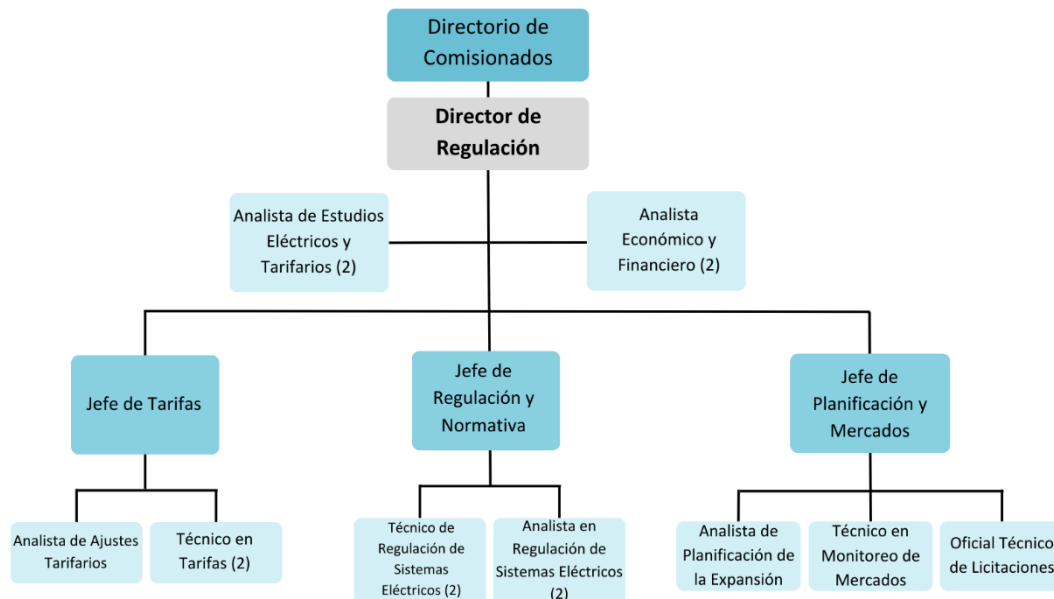 Directorio de
Comisionados
Director de
Regulación
Analista de Estudios
Eléctricos y
Tarifarios (2)
Analista
Económico y
Financiero (2)
Jefe de Tarifas
Jefe de
Regulación y
Normativa
Jefe de
Planificación y
Mercados
Analista de Ajustes
Tarifarios
Técnico en
Tarifas (2)
Técnico de
Regulación de
Sistemas
Eléctricos (2)
Analista en
Regulación de
Sistemas Eléctricos
(2)
Analista de
Planificación de
la Expansión
Técnico en
Monitoreo de
Mercados
Oficial Técnico
de Licitaciones